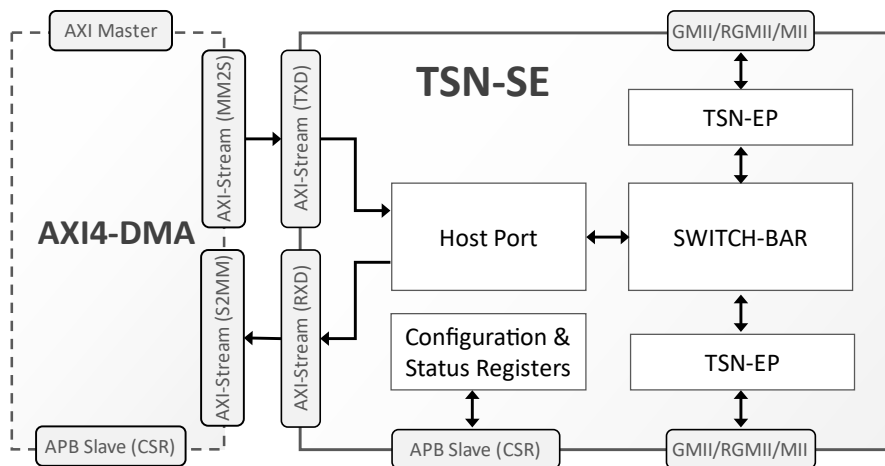 AXI Master
GMII/RGMII/MII
AXI-Stream (MM2S)
AXI-Stream (TXD)
TSN-SE
TSN-EP
AXI4-DMA
Host Port
SWITCH-BAR
AXI-Stream (S2MM)
AXI-Stream (RXD)
Configuration &
Status Registers
TSN-EP
APB Slave (CSR)
APB Slave (CSR)
GMII/RGMII/MII